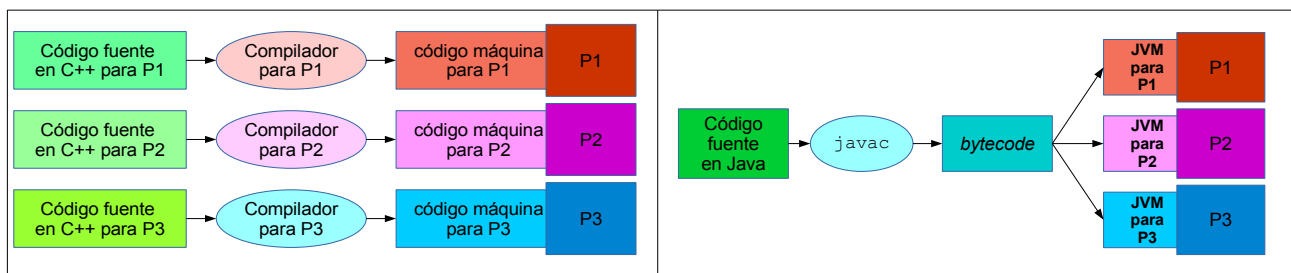 Código fuente
en C++ para P1
Compilador
para P1
código máquina
para P1
P1
Código fuente
en C++ para P2
Compilador
para P2
código máquina
para P2
P2
Código fuente
en C++ para P3
Compilador
para P3
código máquina
para P3
P3
Código
fuente
en Java
javac
bytecode
JVM
para
P1
P1
JVM
para
P2
P2
JVM
para
P3
P3